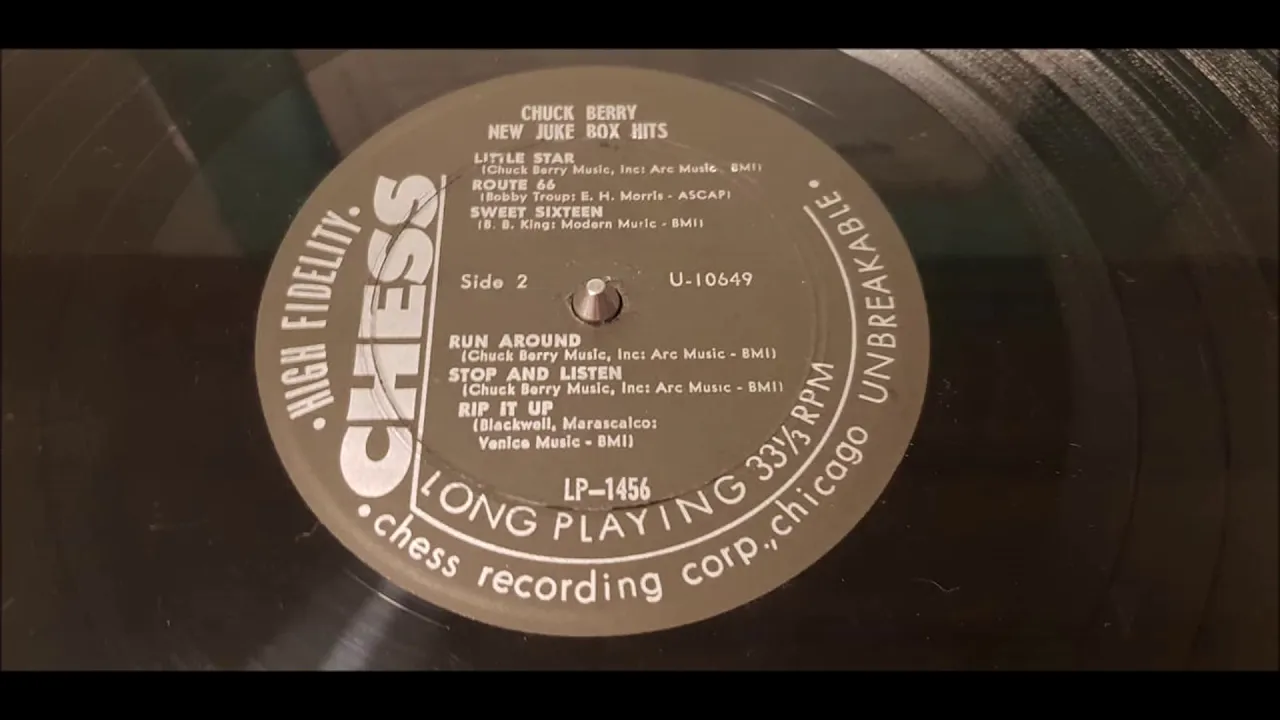 CHUCK BERRY
NEW JUKE BOX HITS
LITTLE STAR
(Chuck Berry Music, Inc: Arc Music - BMI)
ROUTE 66
(Bobby Troup: E. H. Morris - ASCAP)
SWEET SIXTEEN
(B. B. King: Modern Muric - BMI)
Side 2 U-10649
RUN AROUND
(Chuck Berry Music, Inc: Arc Music - BMI)
STOP AND LISTEN
(Chuck Berry Music, Inc: Arc Music - BMI)
RIP IT UP
(Blackwell, Marascalco:
Venice Music - BMI)
LP-1456
• HIGH FIDELITY •
CHESS
LONG PLAYING 33⅓ RPM
• chess recording corp., chicago UNBREAKABLE •